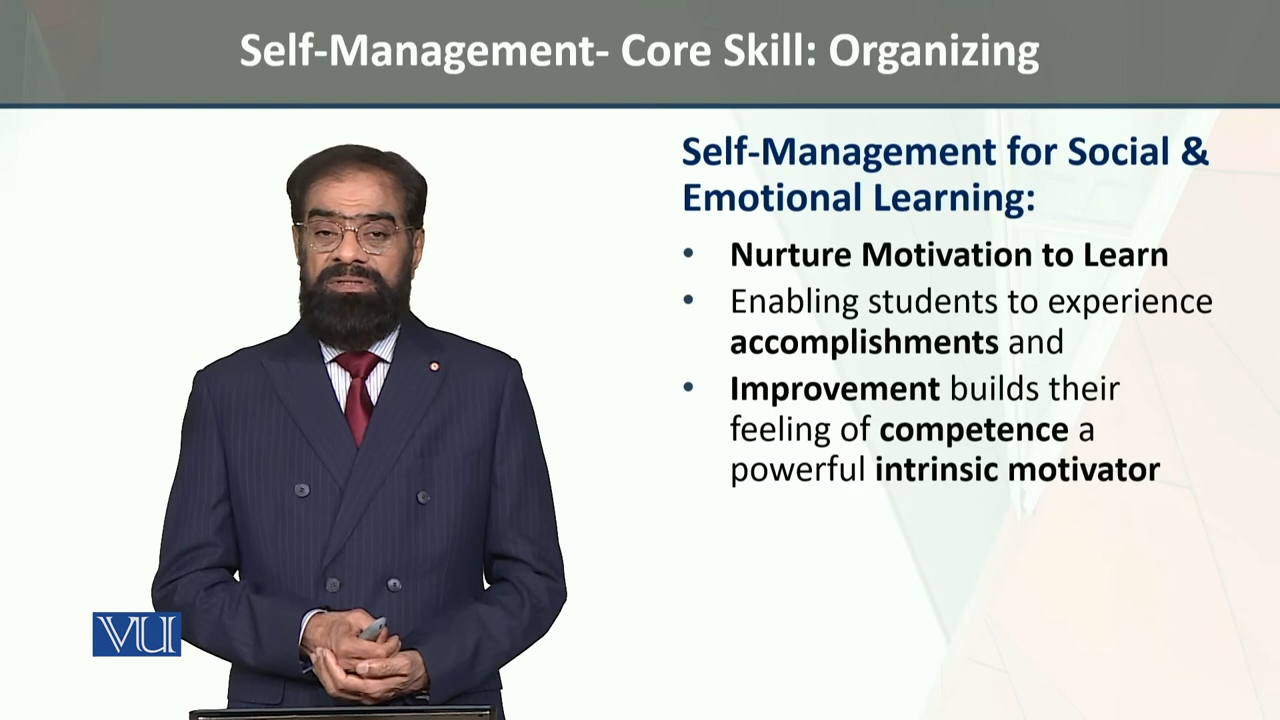 Self-Management- Core Skill: Organizing
Self-Management for Social &
Emotional Learning:
• Nurture Motivation to Learn
• Enabling students to experience
accomplishments and
• Improvement builds their
feeling of competence a
powerful intrinsic motivator
VU